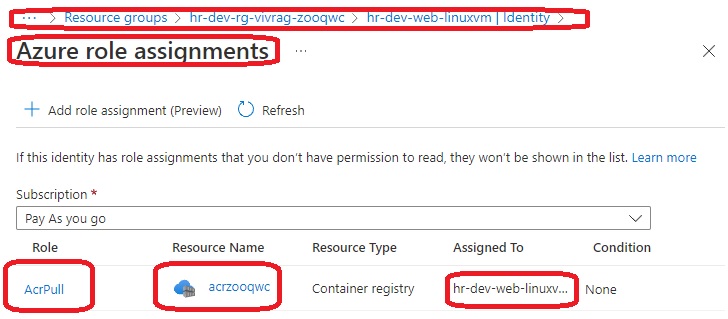 ··· > Resource groups > hr-dev-rg-vivrag-zooqwc > hr-dev-web-linuxvm | Identity >
Azure role assignments ···
+ Add role assignment (Preview) Refresh
If this identity has role assignments that you don't have permission to read, they won't be shown in the list. Learn more
Subscription *
Pay As you go
Role Resource Name Resource Type Assigned To Condition
AcrPull acrzooqwc Container registry hr-dev-web-linuxv... None